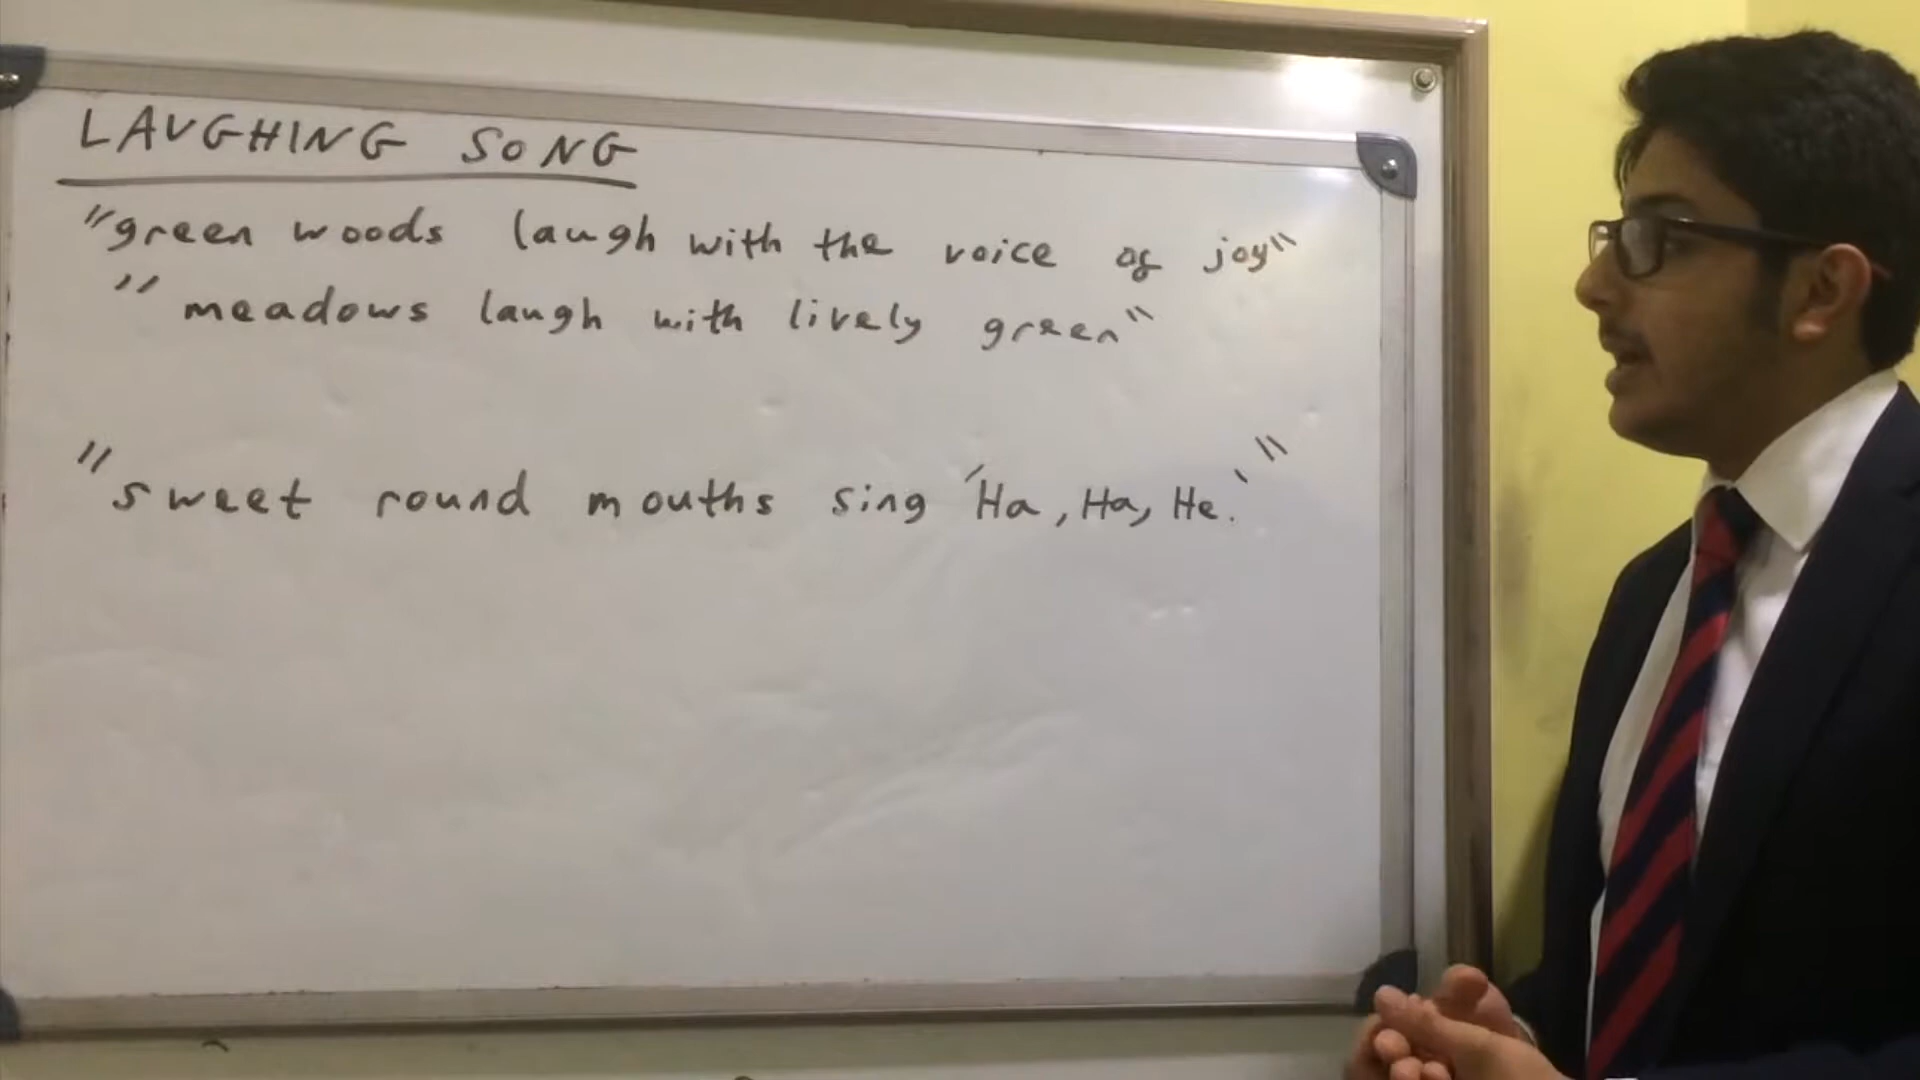 LAUGHING SONG
"green woods laugh with the voice of joy"
"meadows laugh with lively green"
"sweet round mouths sing 'Ha, Ha, He.'"